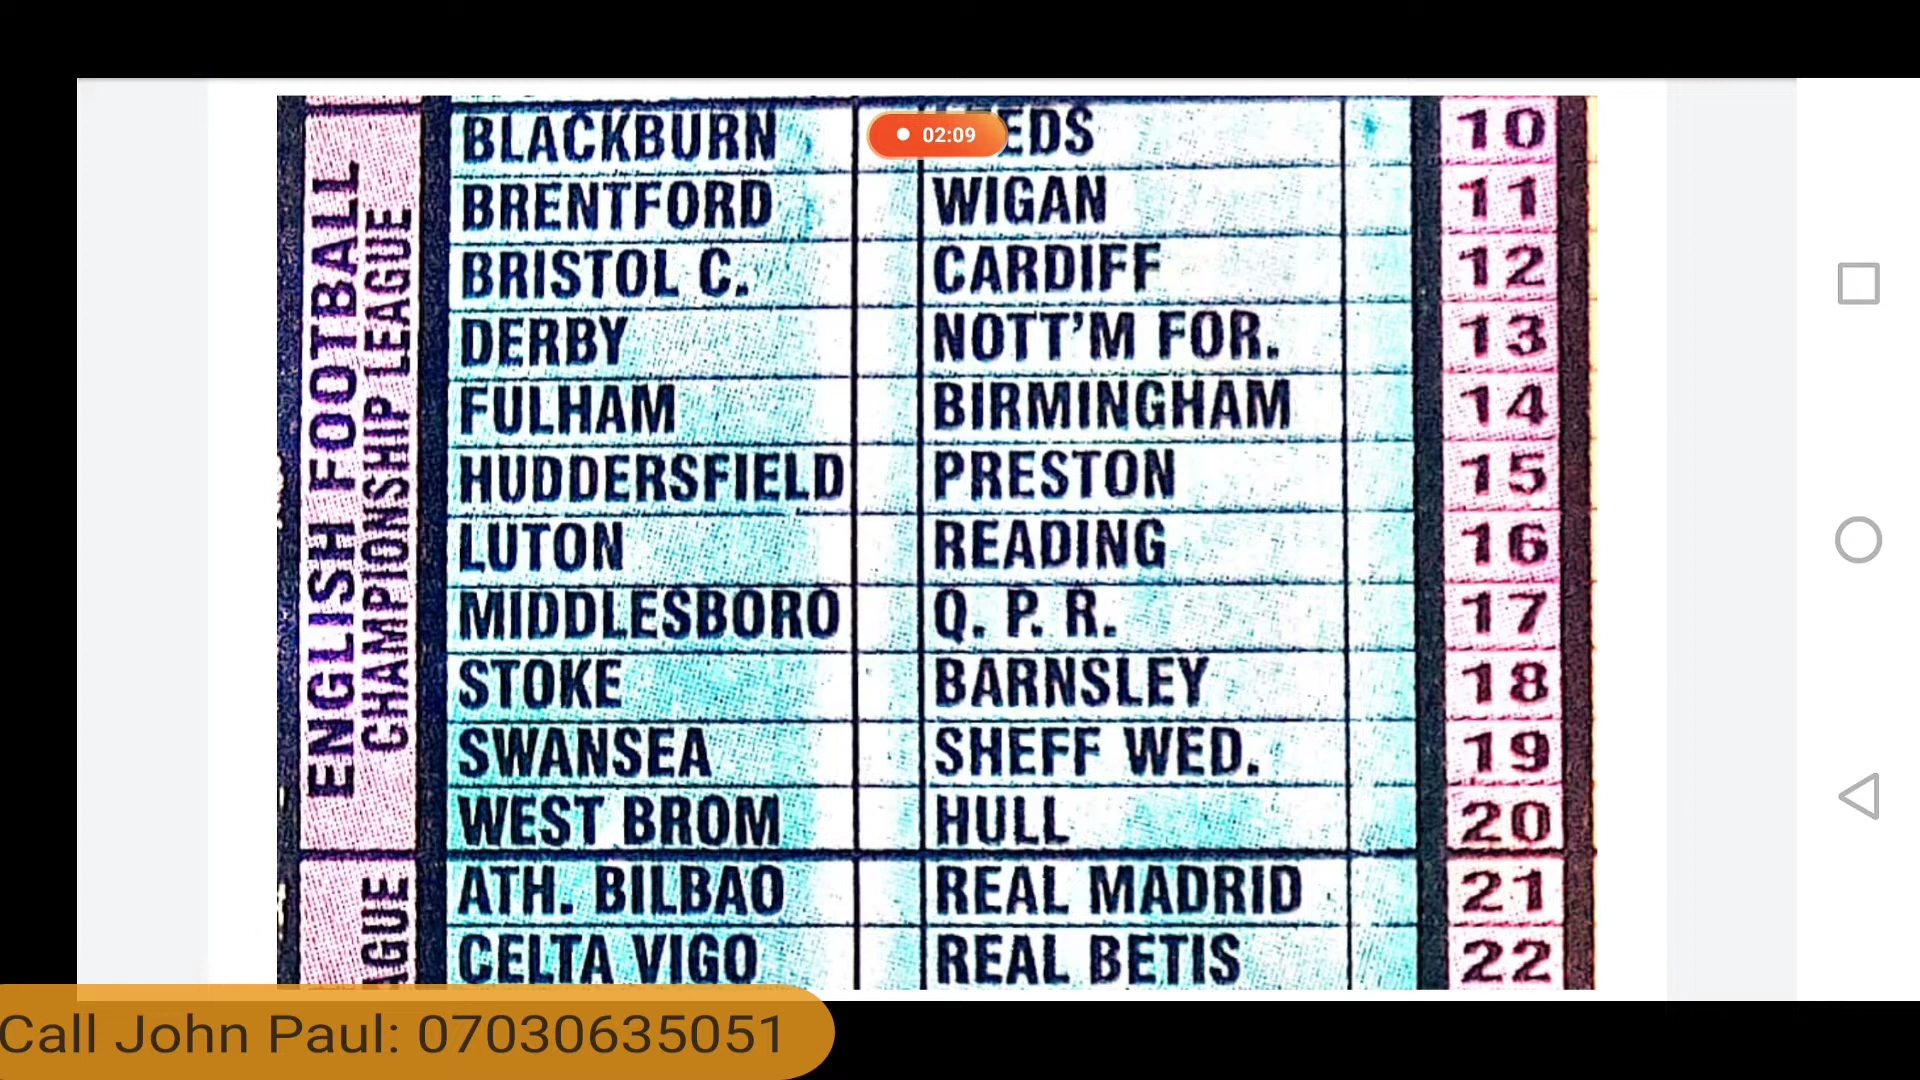 ENGLISH FOOTBALL
CHAMPIONSHIP LEAGUE
BLACKBURN EDS 10
02:09
BRENTFORD WIGAN 11
BRISTOL C. CARDIFF 12
DERBY NOTT'M FOR. 13
FULHAM BIRMINGHAM 14
HUDDERSFIELD PRESTON 15
LUTON READING 16
MIDDLESBORO Q. P. R. 17
STOKE BARNSLEY 18
SWANSEA SHEFF WED. 19
WEST BROM HULL 20
AGUE
ATH. BILBAO REAL MADRID 21
CELTA VIGO REAL BETIS 22
Call John Paul: 07030635051